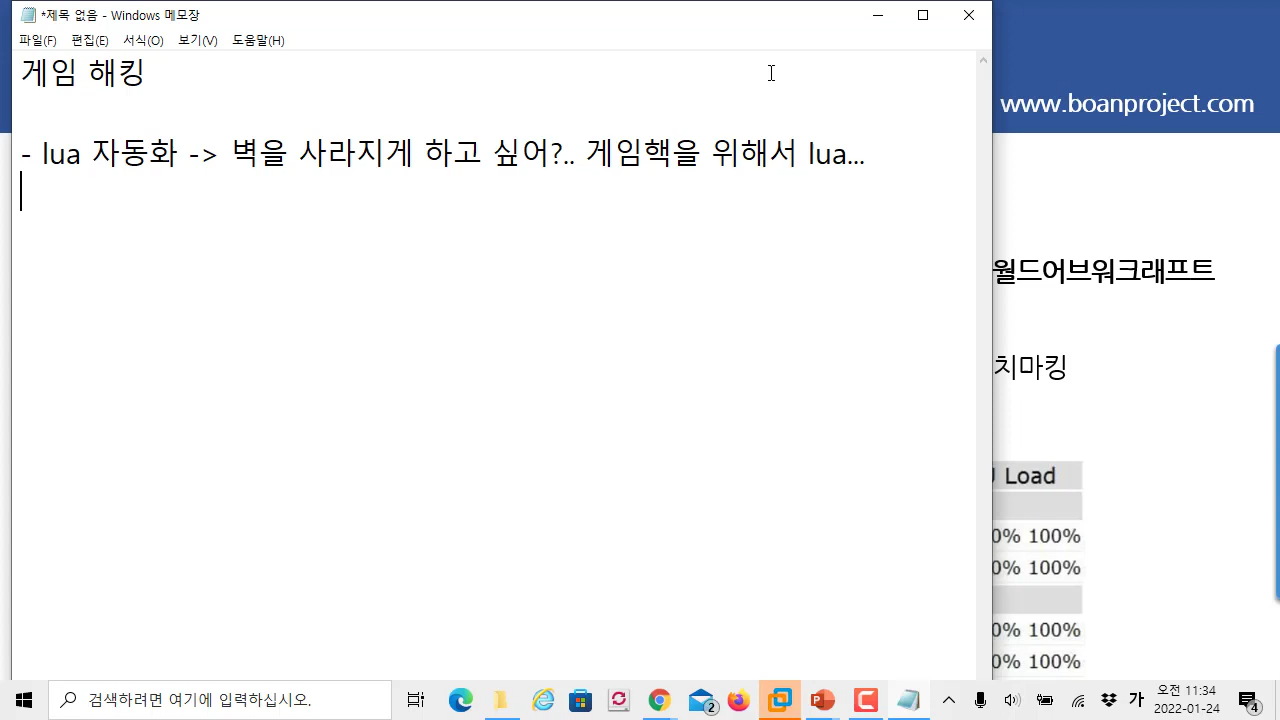 *제목 없음 - Windows 메모장
파일(F) 편집(E) 서식(O) 보기(V) 도움말(H)
게임 해킹
- lua 자동화 -> 벽을 사라지게 하고 싶어?.. 게임핵을 위해서 lua...
www.boanproject.com
월드어브워크래프트
치마킹
Load
0% 100%
0% 100%
0% 100%
0% 100%
검색하려면 여기에 입력하십시오.
2
가
오전 11:34
2022-01-24
4